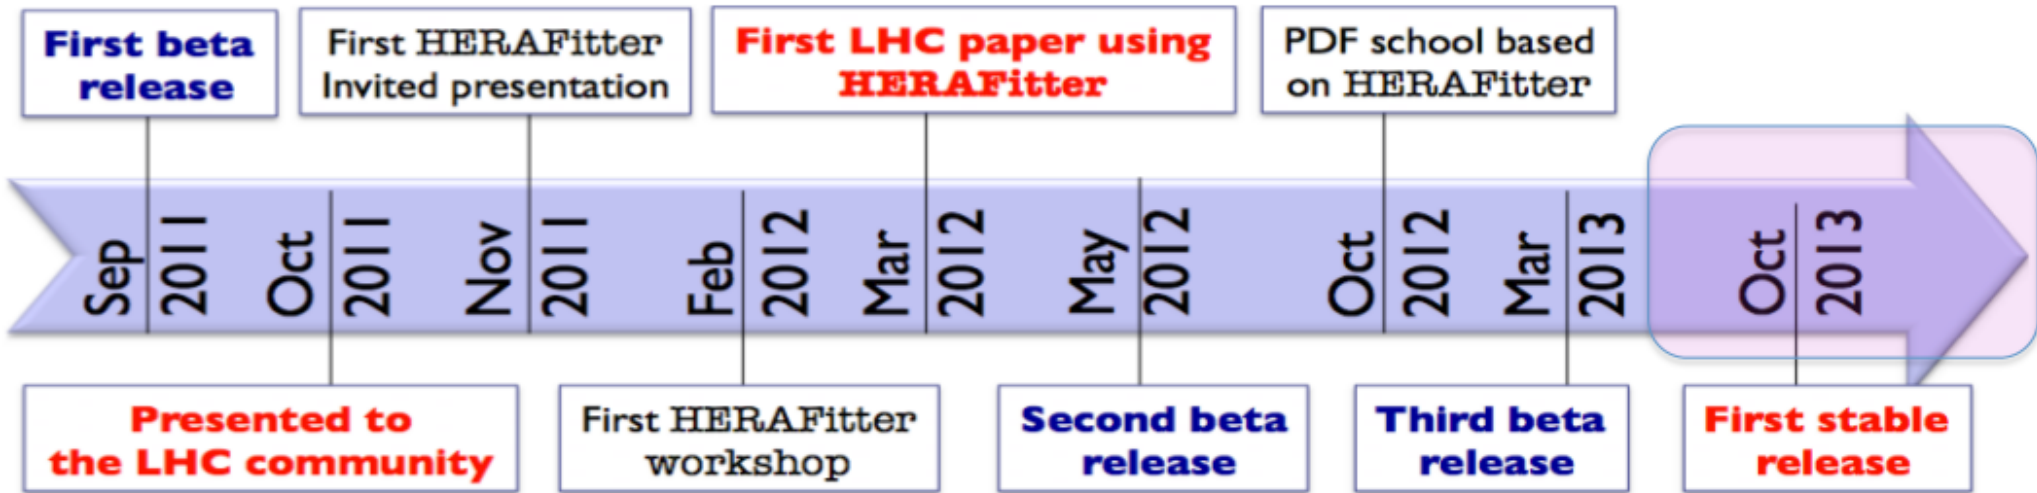 First beta
release
First HERAFitter
Invited presentation
First LHC paper using
HERAFitter
PDF school based
on HERAFitter
Sep 2011
Oct 2011
Nov 2011
Feb 2012
Mar 2012
May 2012
Oct 2012
Mar 2013
Oct 2013
Presented to
the LHC community
First HERAFitter
workshop
Second beta
release
Third beta
release
First stable
release